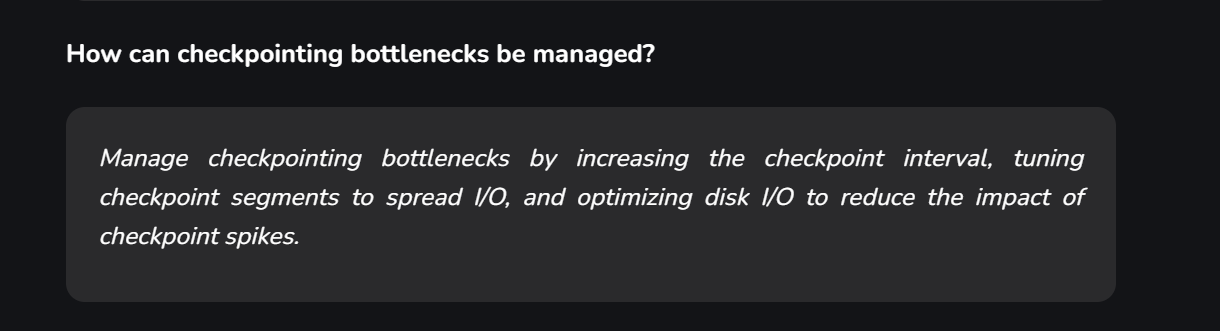 How can checkpointing bottlenecks be managed?
Manage checkpointing bottlenecks by increasing the checkpoint interval, tuning
checkpoint segments to spread I/O, and optimizing disk I/O to reduce the impact of
checkpoint spikes.